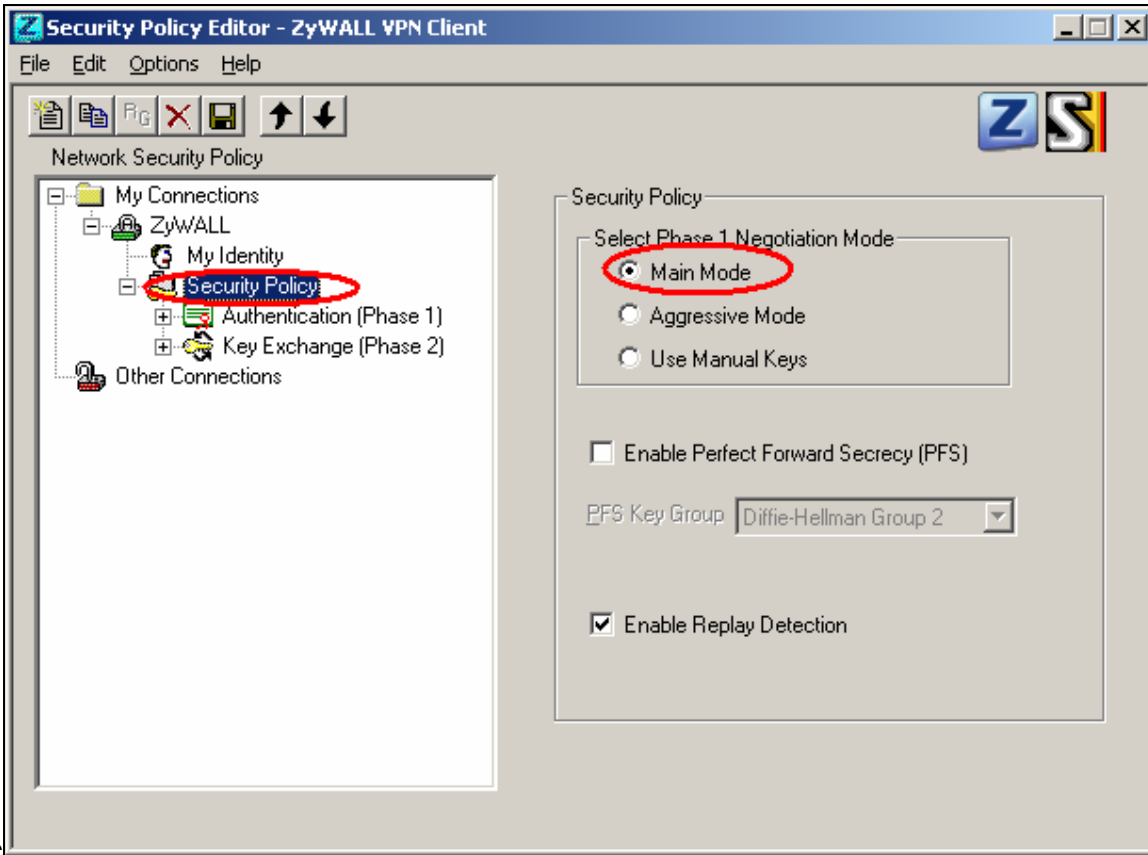 Security Policy Editor - ZyWALL VPN Client
File Edit Options Help
RG
Z S
Network Security Policy
My Connections
ZyWALL
My Identity
Security Policy
Authentication (Phase 1)
Key Exchange (Phase 2)
Other Connections
Security Policy
Select Phase 1 Negotiation Mode
Main Mode
Aggressive Mode
Use Manual Keys
Enable Perfect Forward Secrecy (PFS)
PFS Key Group Diffie-Hellman Group 2
Enable Replay Detection